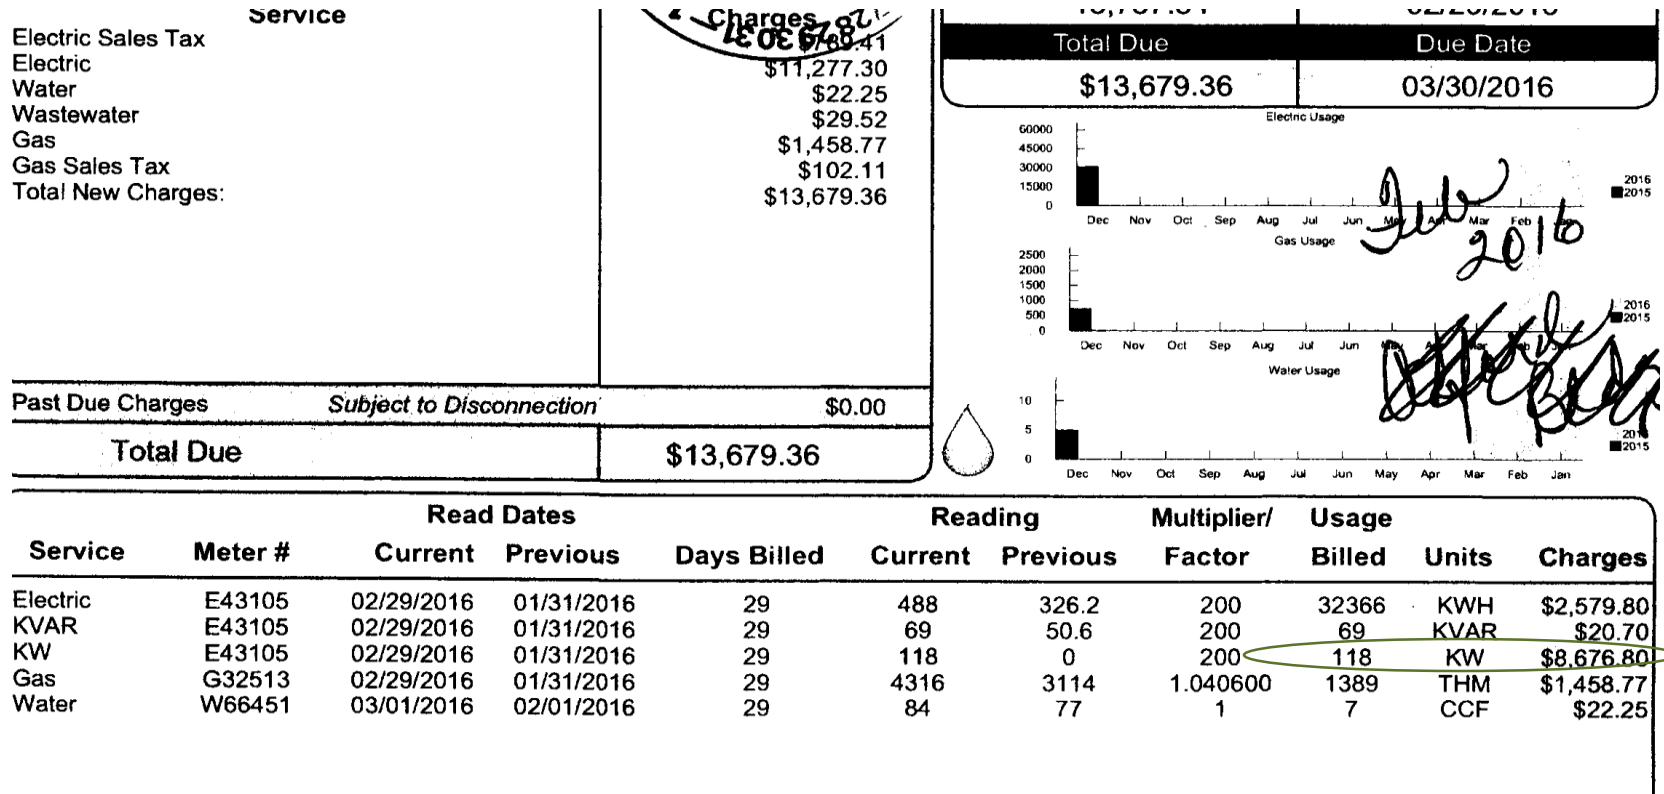 Service
Charges
Electric Sales Tax
Electric $11,277.30
Water $22.25
Wastewater $29.52
Gas $1,458.77
Gas Sales Tax $102.11
Total New Charges: $13,679.36
Past Due Charges Subject to Disconnection $0.00
Total Due $13,679.36
Total Due Due Date
$13,679.36 03/30/2016
Electric Usage
60000
45000
30000
15000
0
Dec Nov Oct Sep Aug Jul Jun May Apr Mar Feb Jan
2016
2015
2016
Gas Usage
2500
2000
1500
1000
500
0
Dec Nov Oct Sep Aug Jul Jun
2016
2015
Water Usage
10
5
0
Dec Nov Oct Sep Aug Jul Jun May Apr Mar Feb Jan
2015
Read Dates Reading Multiplier/ Usage
Service Meter # Current Previous Days Billed Current Previous Factor Billed Units Charges
Electric E43105 02/29/2016 01/31/2016 29 488 326.2 200 32366 KWH $2,579.80
KVAR E43105 02/29/2016 01/31/2016 29 69 50.6 200 69 KVAR $20.70
KW E43105 02/29/2016 01/31/2016 29 118 0 200 118 KW $8,676.80
Gas G32513 02/29/2016 01/31/2016 29 4316 3114 1.040600 1389 THM $1,458.77
Water W66451 03/01/2016 02/01/2016 29 84 77 1 7 CCF $22.25